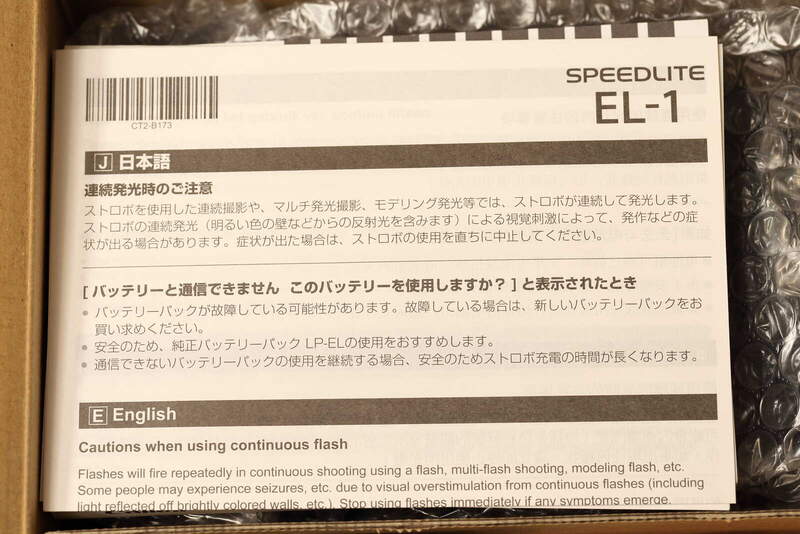 CT2-B173
SPEEDLITE
EL-1
J 日本語
連続発光時のご注意
ストロボを使用した連続撮影や、マルチ発光撮影、モデリング発光等では、ストロボが連続して発光します。
ストロボの連続発光（明るい色の壁などからの反射光を含みます）による視覚刺激によって、発作などの症
状が出る場合があります。症状が出た場合は、ストロボの使用を直ちに中止してください。
[ バッテリーと通信できません このバッテリーを使用しますか？ ] と表示されたとき
● バッテリーパックが故障している可能性があります。故障している場合は、新しいバッテリーパックをお
買い求めください。
● 安全のため、純正バッテリーパック LP-ELの使用をおすすめします。
● 通信できないバッテリーパックの使用を継続する場合、安全のためストロボ充電の時間が長くなります。
E English
Cautions when using continuous flash
Flashes will fire repeatedly in continuous shooting using a flash, multi-flash shooting, modeling flash, etc.
Some people may experience seizures, etc. due to visual overstimulation from continuous flashes (including
light reflected off brightly colored walls, etc.). Stop using flashes immediately if any symptoms emerge.